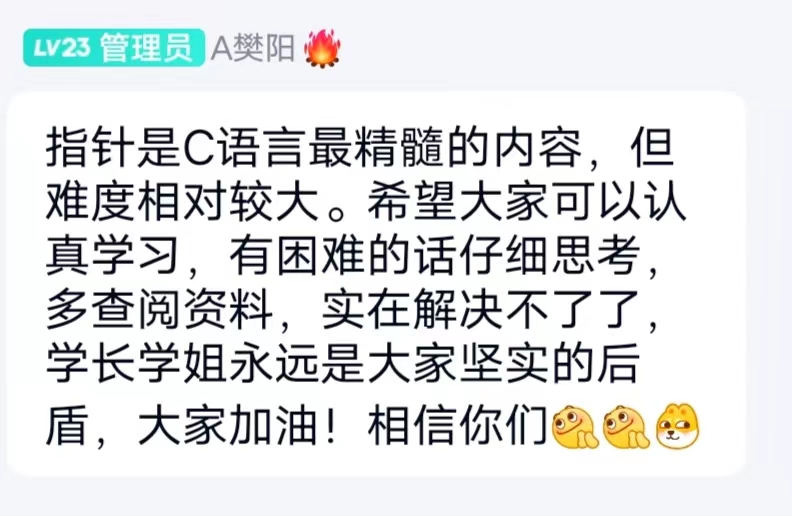 LV23 管理员 A樊阳🔥
指针是C语言最精髓的内容，但
难度相对较大。希望大家可以认
真学习，有困难的话仔细思考，
多查阅资料，实在解决不了了，
学长学姐永远是大家坚实的后
盾，大家加油！相信你们